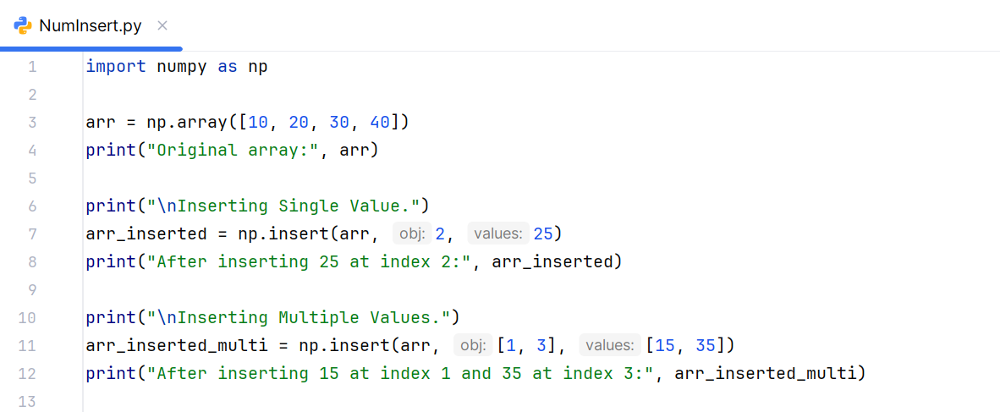 NumInsert.py ×
1 import numpy as np
2
3 arr = np.array([10, 20, 30, 40])
4 print("Original array:", arr)
5
6 print("\nInserting Single Value.")
7 arr_inserted = np.insert(arr, obj: 2, values: 25)
8 print("After inserting 25 at index 2:", arr_inserted)
9
10 print("\nInserting Multiple Values.")
11 arr_inserted_multi = np.insert(arr, obj: [1, 3], values: [15, 35])
12 print("After inserting 15 at index 1 and 35 at index 3:", arr_inserted_multi)
13